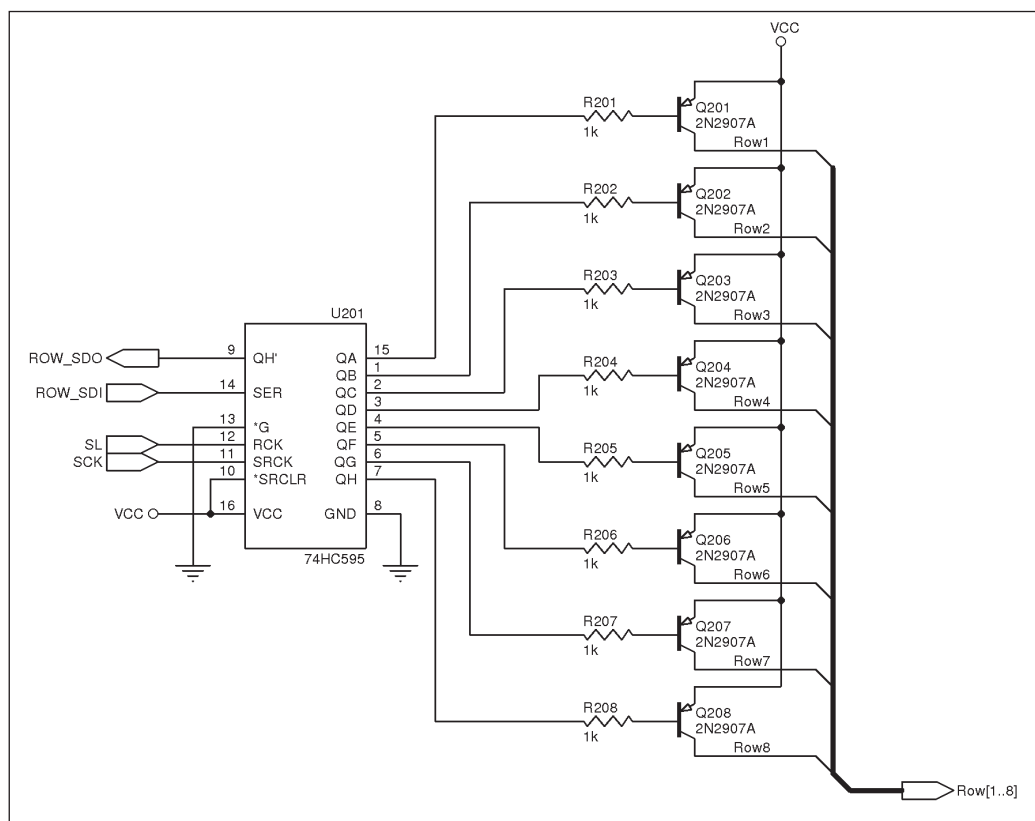 VCC
R201
1k
Q201
2N2907A
Row1
R202
1k
Q202
2N2907A
Row2
R203
1k
Q203
2N2907A
Row3
R204
1k
Q204
2N2907A
Row4
R205
1k
Q205
2N2907A
Row5
R206
1k
Q206
2N2907A
Row6
R207
1k
Q207
2N2907A
Row7
R208
1k
Q208
2N2907A
Row8
Row[1..8]
U201
ROW_SDO 9 QH' QA 15
QB 1
ROW_SDI 14 SER QC 2
QD 3
13 *G QE 4
SL 12 RCK QF 5
SCK 11 SRCK QG 6
10 *SRCLR QH 7
VCC 16 VCC GND 8
74HC595